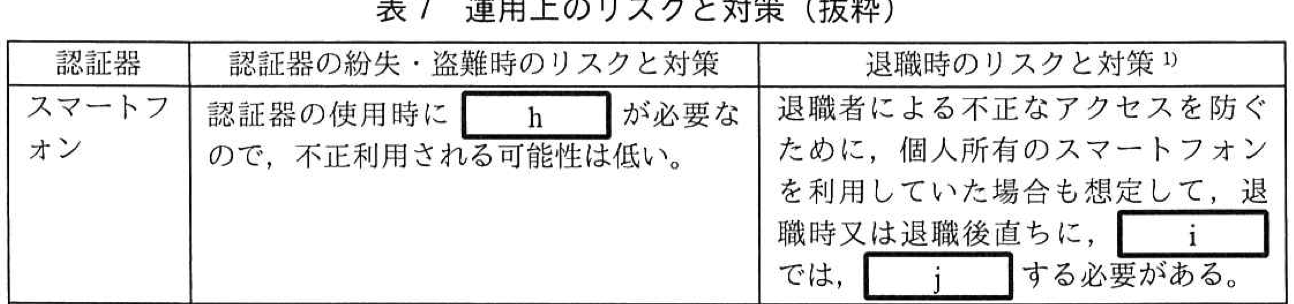 表7 運用上のリスクと対策（抜粋）
認証器
認証器の紛失・盗難時のリスクと対策
退職時のリスクと対策 1)
スマートフ
ォン
認証器の使用時に h が必要な
ので，不正利用される可能性は低い。
退職者による不正なアクセスを防ぐ
ために，個人所有のスマートフォン
を利用していた場合も想定して，退
職時又は退職後直ちに， i
では， j する必要がある。